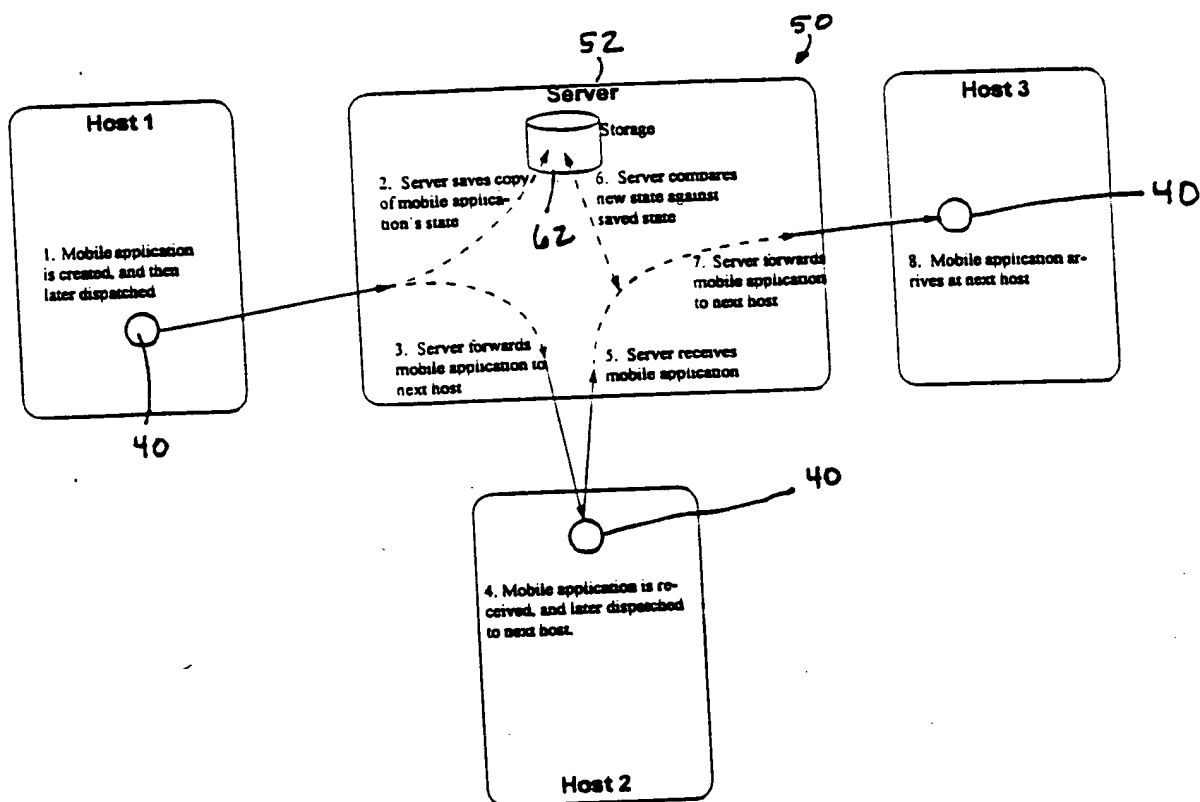 52
50
Host 1
1. Mobile application
is created, and then
later dispatched
40
Server
Storage
2. Server saves copy
of mobile applica-
tion's state
62
6. Server compares
new state against
saved state
3. Server forwards
mobile application to
next host
5. Server receives
mobile application
7. Server forwards
mobile application
to next host
Host 3
40
8. Mobile application ar-
rives at next host
40
4. Mobile application is re-
ceived, and later dispatched
to next host.
Host 2